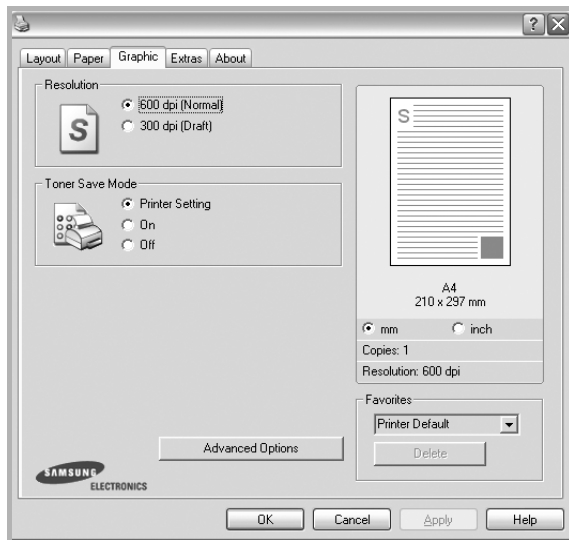 Layout Paper Graphic Extras About
Resolution
600 dpi (Normal)
300 dpi (Draft)
S
Toner Save Mode
Printer Setting
On
Off
S
A4
210 x 297 mm
mm inch
Copies: 1
Resolution: 600 dpi
Favorites
Printer Default
Delete
Advanced Options
SAMSUNG
ELECTRONICS
OK Cancel Apply Help